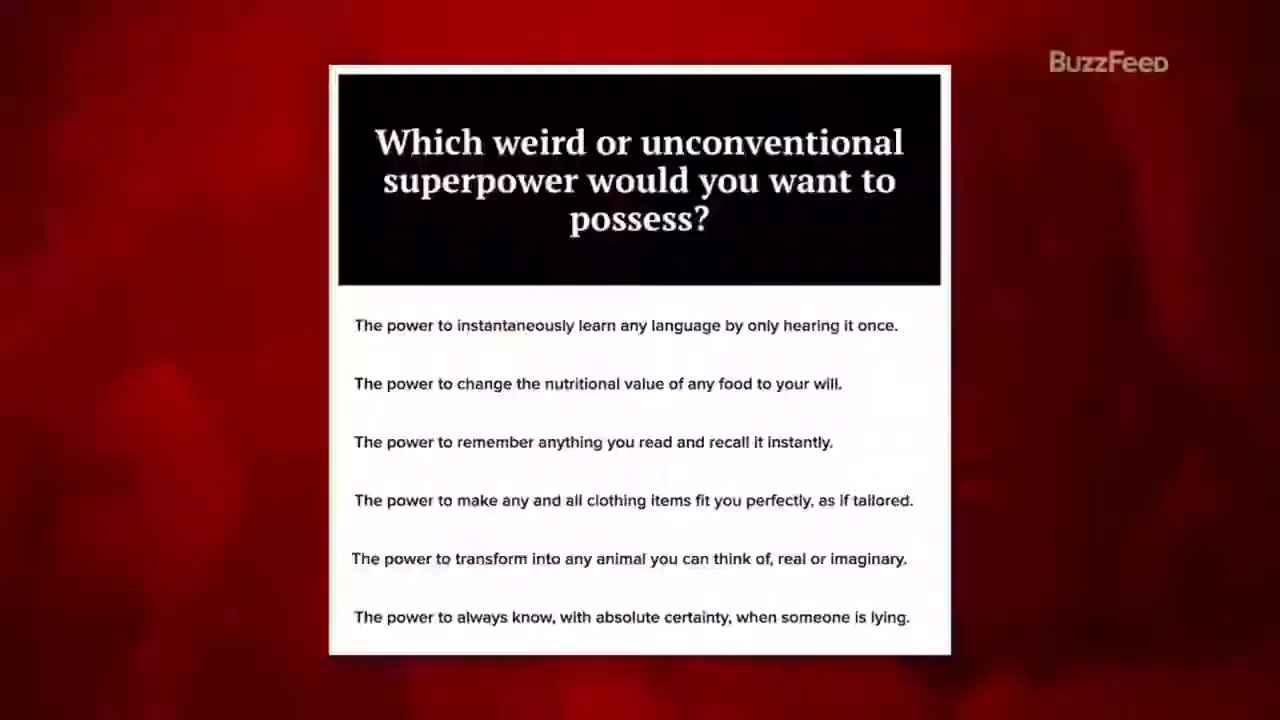 BuzzFeed
Which weird or unconventional
superpower would you want to
possess?
The power to instantaneously learn any language by only hearing it once.
The power to change the nutritional value of any food to your will.
The power to remember anything you read and recall it instantly.
The power to make any and all clothing items fit you perfectly, as if tailored.
The power to transform into any animal you can think of, real or imaginary.
The power to always know, with absolute certainty, when someone is lying.